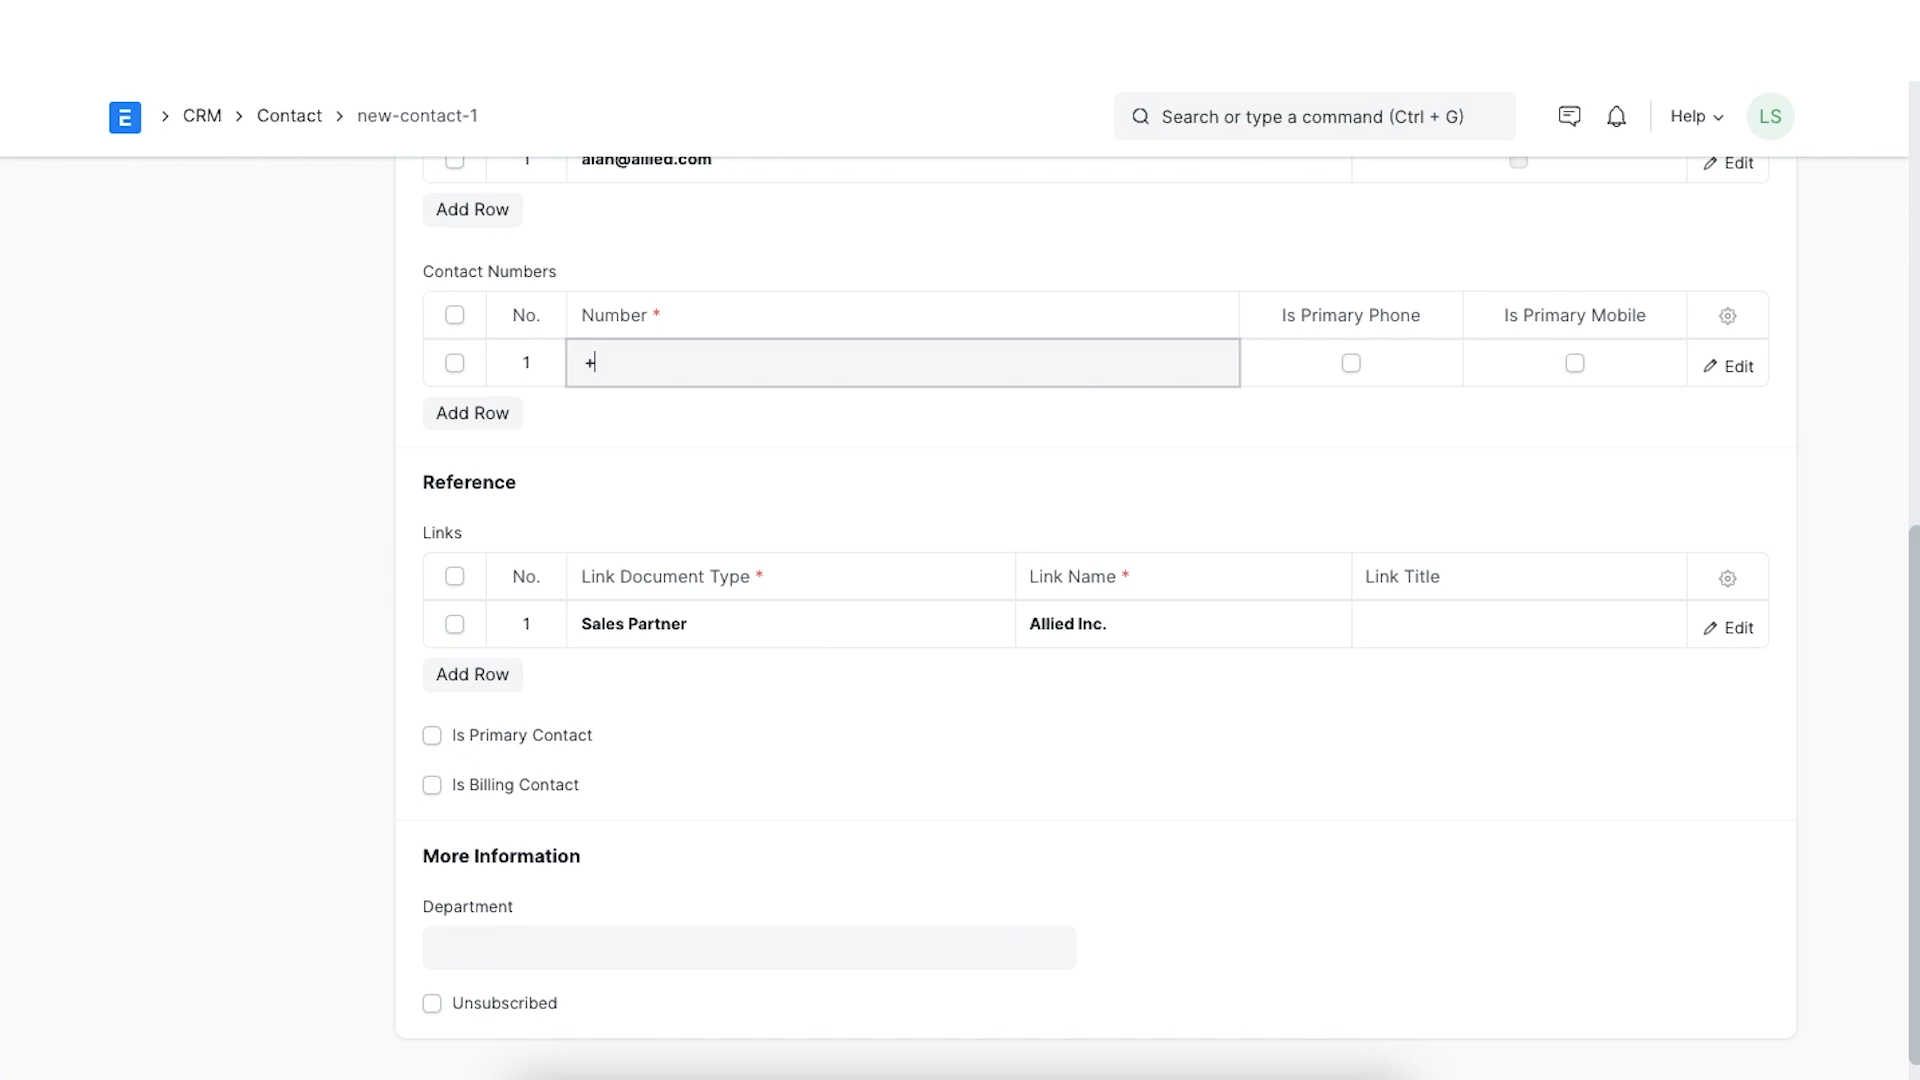 E > CRM > Contact > new-contact-1 Search or type a command (Ctrl + G) Help LS
1 alan@allied.com Edit
Add Row
Contact Numbers
No. Number * Is Primary Phone Is Primary Mobile
1 + Edit
Add Row
Reference
Links
No. Link Document Type * Link Name * Link Title
1 Sales Partner Allied Inc. Edit
Add Row
Is Primary Contact
Is Billing Contact
More Information
Department
Unsubscribed